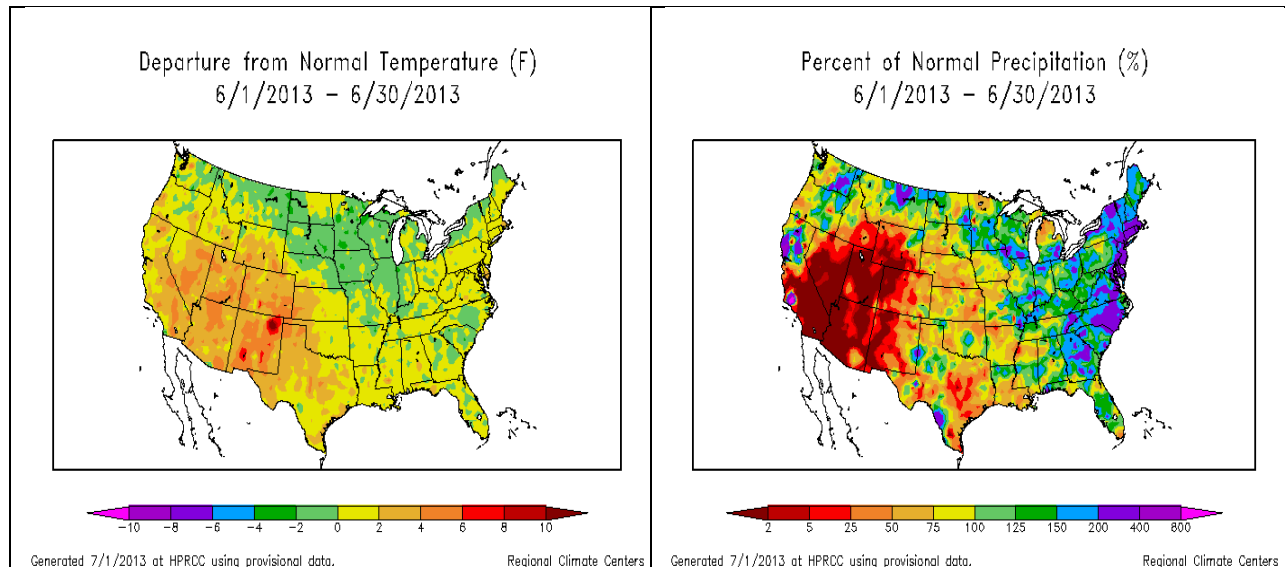 Departure from Normal Temperature (F)
6/1/2013 – 6/30/2013
-10 -8 -6 -4 -2 0 2 4 6 8 10
Generated 7/1/2013 at HPRCC using provisional data. Regional Climate Centers
Percent of Normal Precipitation (%)
6/1/2013 – 6/30/2013
2 5 25 50 75 100 125 150 200 400 800
Generated 7/1/2013 at HPRCC using provisional data. Regional Climate Centers